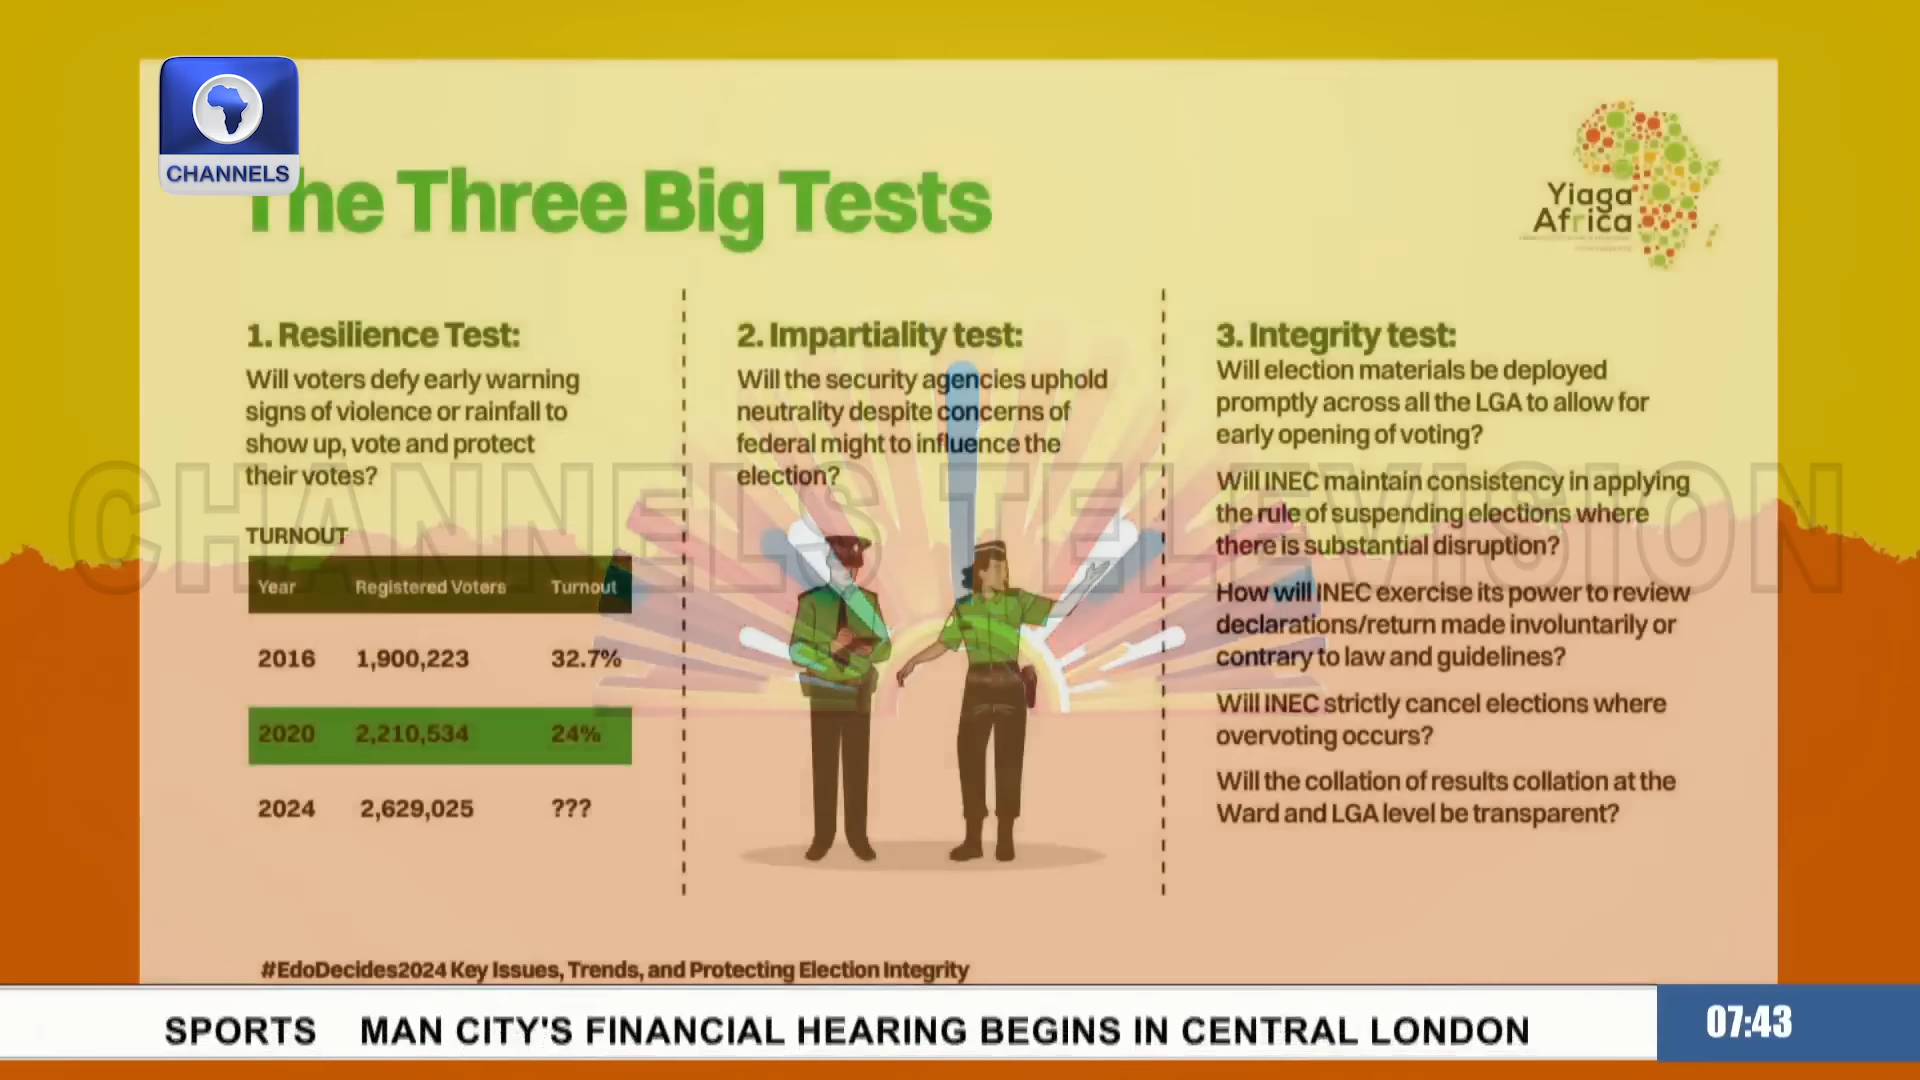 CHANNELS
The Three Big Tests
Yiaga
Africa
1. Resilience Test:
Will voters defy early warning
signs of violence or rainfall to
show up, vote and protect
their votes?
TURNOUT
Year Registered Voters Turnout
2016 1,900,223 32.7%
2020 2,210,534 24%
2024 2,629,025 ???
2. Impartiality test:
Will the security agencies uphold
neutrality despite concerns of
federal might to influence the
election?
3. Integrity test:
Will election materials be deployed
promptly across all the LGA to allow for
early opening of voting?
Will INEC maintain consistency in applying
the rule of suspending elections where
there is substantial disruption?
How will INEC exercise its power to review
declarations/return made involuntarily or
contrary to law and guidelines?
Will INEC strictly cancel elections where
overvoting occurs?
Will the collation of results collation at the
Ward and LGA level be transparent?
CHANNELS TELEVISION
#EdoDecides2024 Key Issues, Trends, and Protecting Election Integrity
SPORTS MAN CITY'S FINANCIAL HEARING BEGINS IN CENTRAL LONDON
07:43